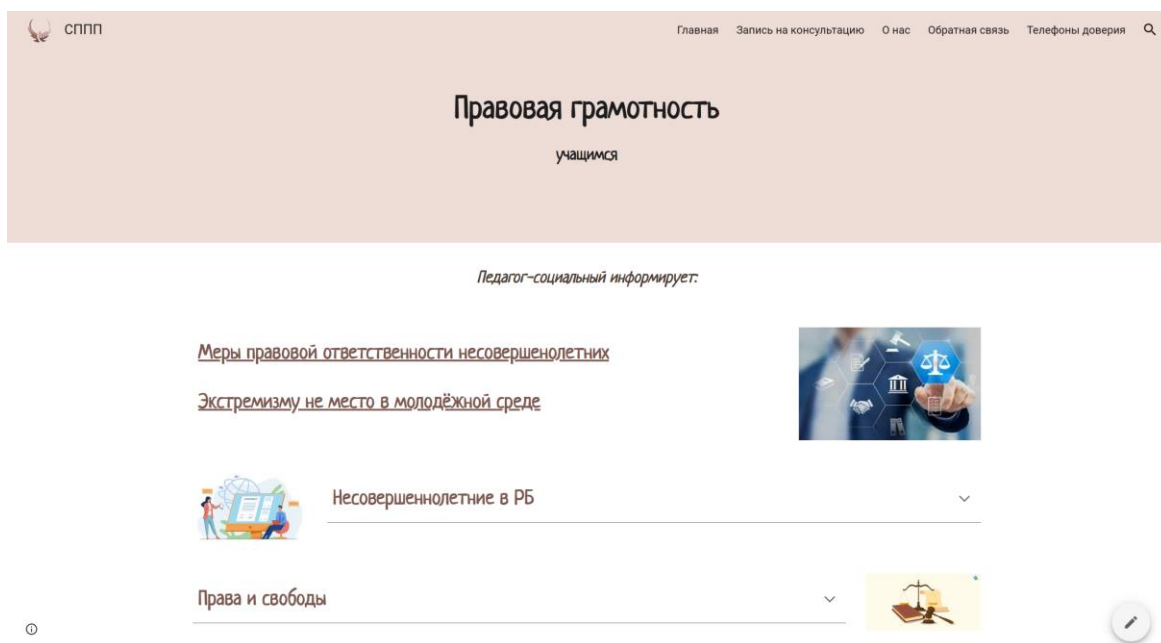 СППП
Главная Запись на консультацию О нас Обратная связь Телефоны доверия
Правовая грамотность
учащимся
Педагог-социальный информирует:
Меры правовой ответственности несовершенолетних
Экстремизму не место в молодёжной среде
Несовершеннолетние в РБ
Права и свободы